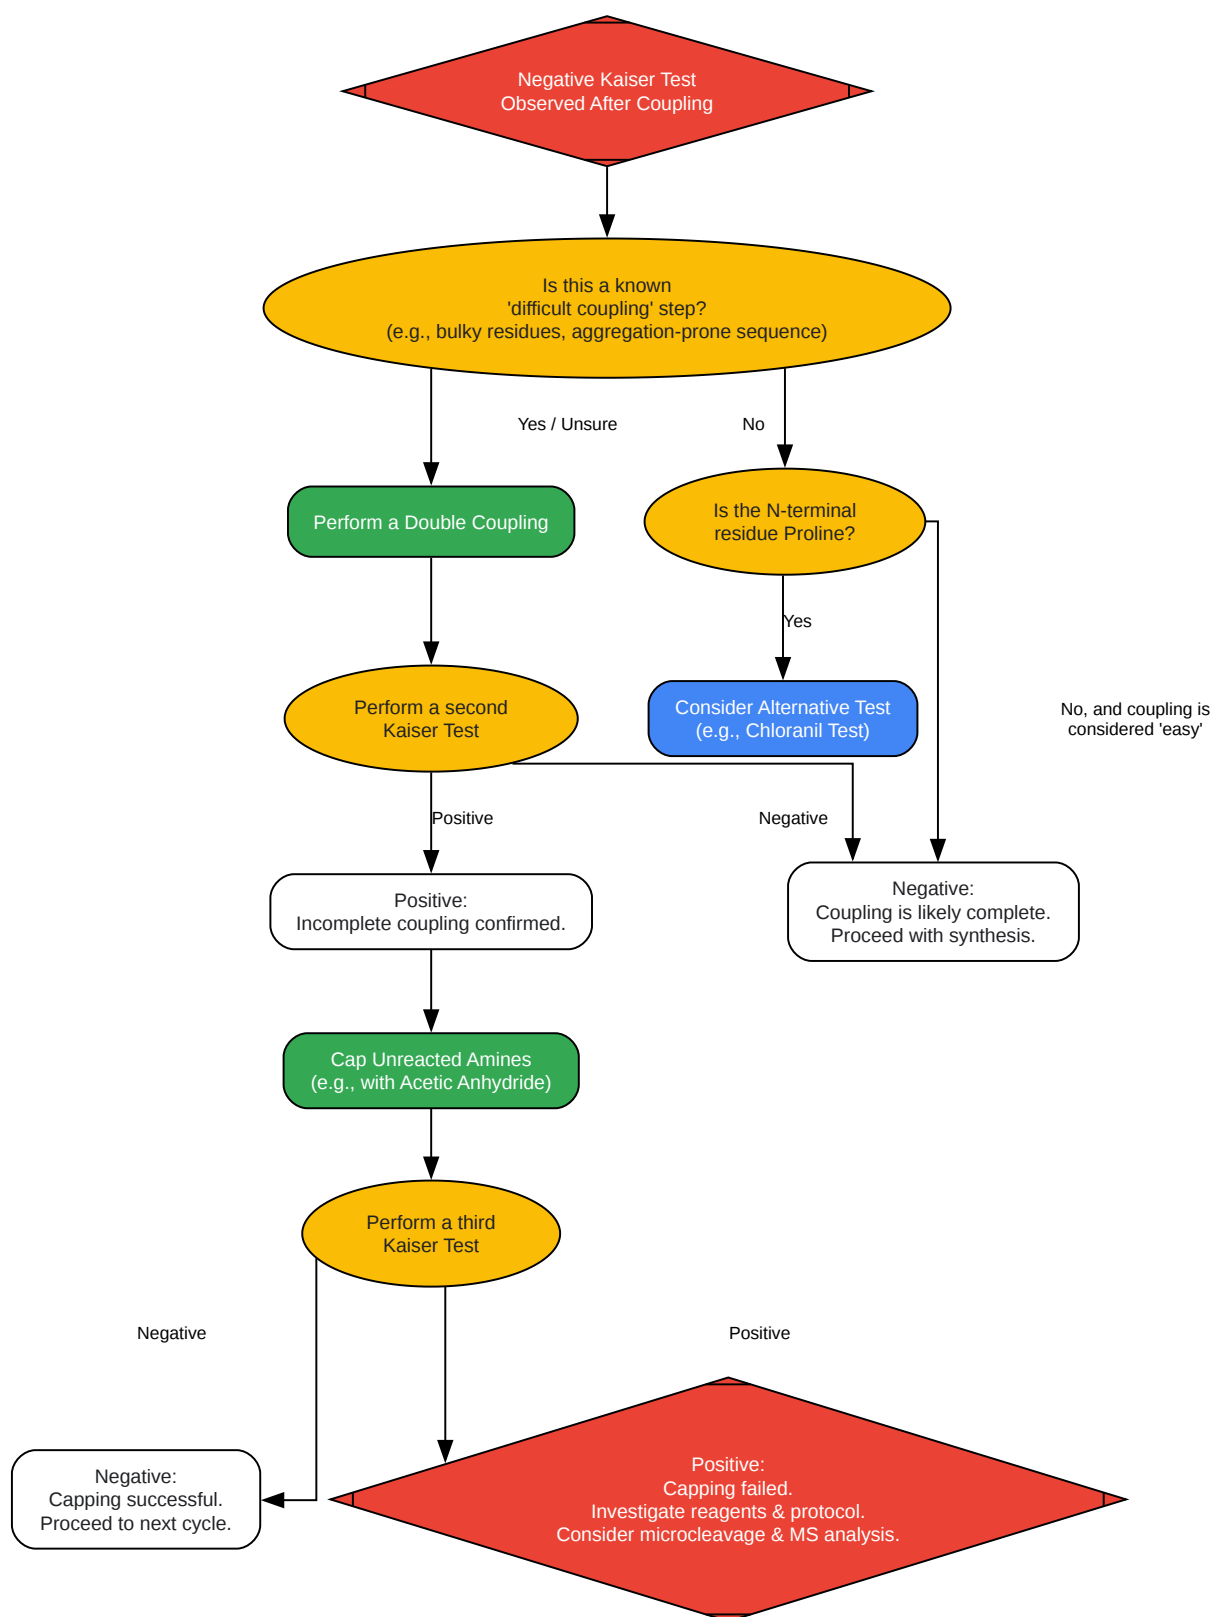 Negative Kaiser Test
Observed After Coupling
Is this a known
'difficult coupling' step?
(e.g., bulky residues, aggregation-prone sequence)
Yes / Unsure
No
Perform a Double Coupling
Is the N-terminal
residue Proline?
Yes
Perform a second
Kaiser Test
Consider Alternative Test
(e.g., Chloranil Test)
No, and coupling is
considered 'easy'
Positive
Negative
Positive:
Incomplete coupling confirmed.
Negative:
Coupling is likely complete.
Proceed with synthesis.
Cap Unreacted Amines
(e.g., with Acetic Anhydride)
Perform a third
Kaiser Test
Negative
Positive
Negative:
Capping successful.
Proceed to next cycle.
Positive:
Capping failed.
Investigate reagents & protocol.
Consider microcleavage & MS analysis.